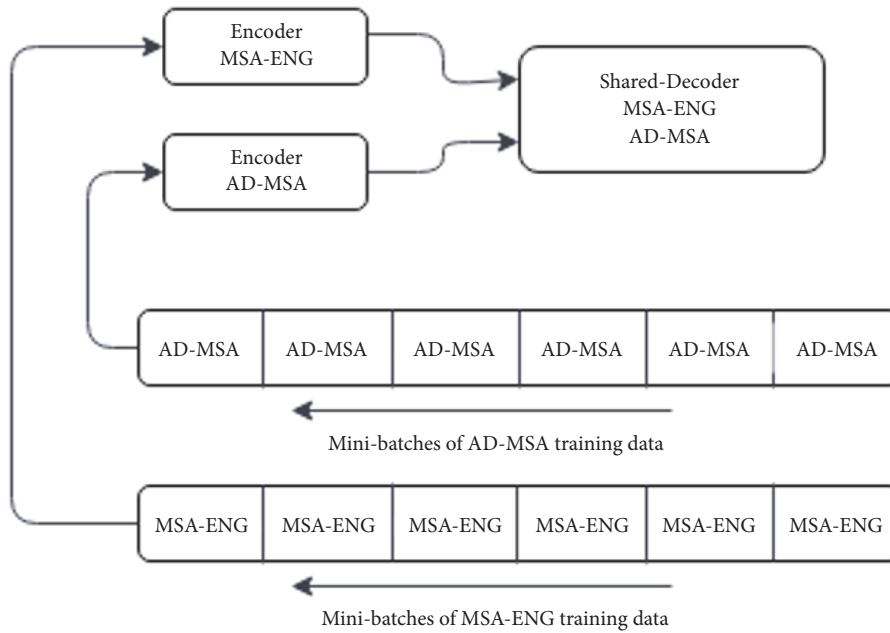 Encoder
MSA-ENG
Shared-Decoder
MSA-ENG
AD-MSA
Encoder
AD-MSA
AD-MSA AD-MSA AD-MSA AD-MSA AD-MSA AD-MSA
Mini-batches of AD-MSA training data
MSA-ENG MSA-ENG MSA-ENG MSA-ENG MSA-ENG MSA-ENG
Mini-batches of MSA-ENG training data